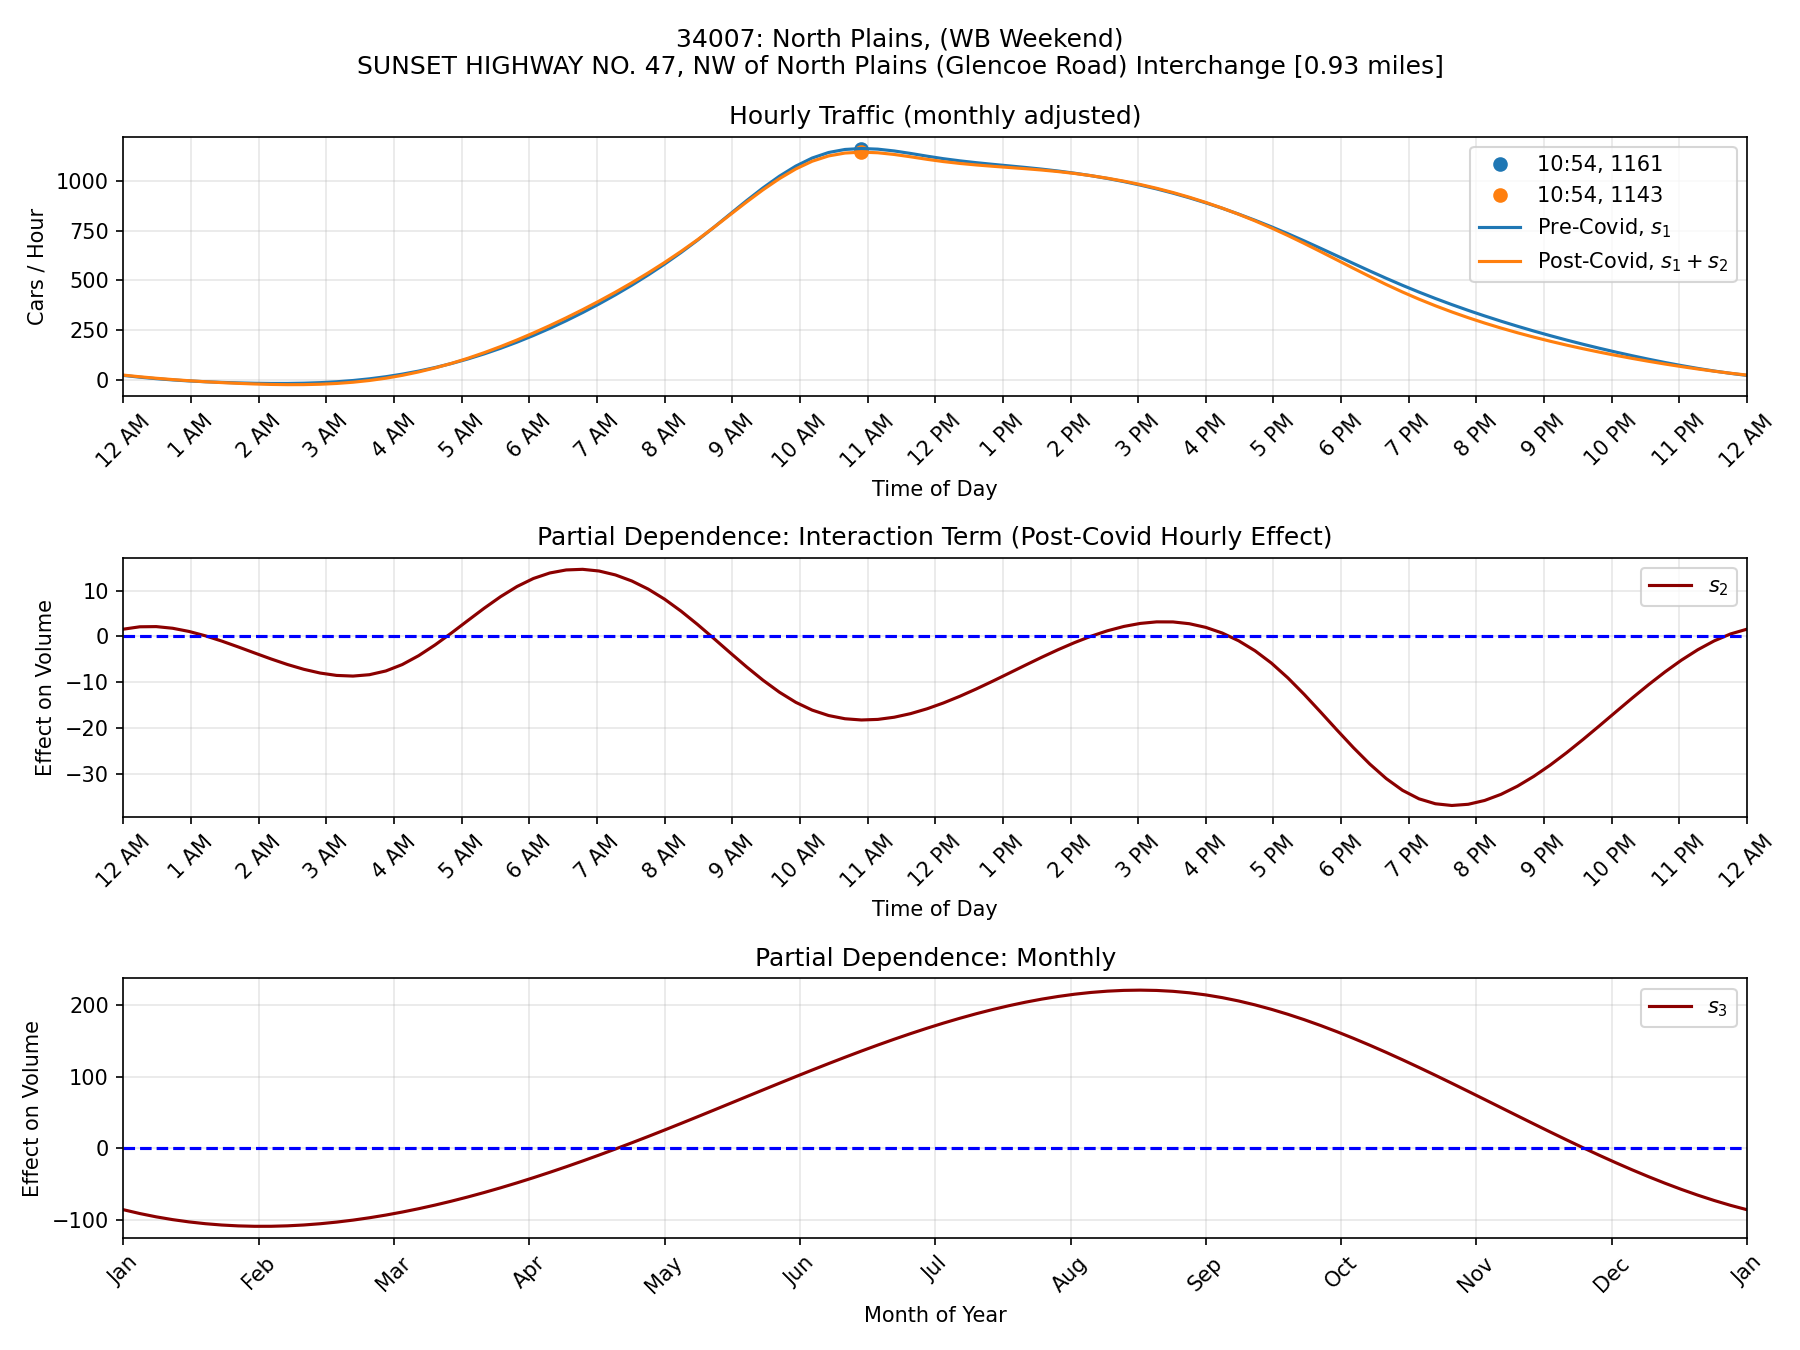 34007: North Plains, (WB Weekend)
SUNSET HIGHWAY NO. 47, NW of North Plains (Glencoe Road) Interchange [0.93 miles]
Hourly Traffic (monthly adjusted)
Cars / Hour
1000
750
500
250
0
10:54, 1161
10:54, 1143
Pre-Covid, s₁
Post-Covid, s₁ + s₂
12 AM 1 AM 2 AM 3 AM 4 AM 5 AM 6 AM 7 AM 8 AM 9 AM 10 AM 11 AM 12 PM 1 PM 2 PM 3 PM 4 PM 5 PM 6 PM 7 PM 8 PM 9 PM 10 PM 11 PM 12 AM
Time of Day
Partial Dependence: Interaction Term (Post-Covid Hourly Effect)
Effect on Volume
10
0
−10
−20
−30
s₂
12 AM 1 AM 2 AM 3 AM 4 AM 5 AM 6 AM 7 AM 8 AM 9 AM 10 AM 11 AM 12 PM 1 PM 2 PM 3 PM 4 PM 5 PM 6 PM 7 PM 8 PM 9 PM 10 PM 11 PM 12 AM
Time of Day
Partial Dependence: Monthly
Effect on Volume
200
100
0
−100
s₃
Jan Feb Mar Apr May Jun Jul Aug Sep Oct Nov Dec Jan
Month of Year